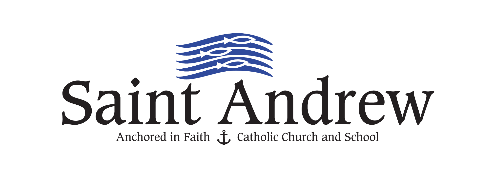 Saint Andrew
Anchored in Faith Catholic Church and School